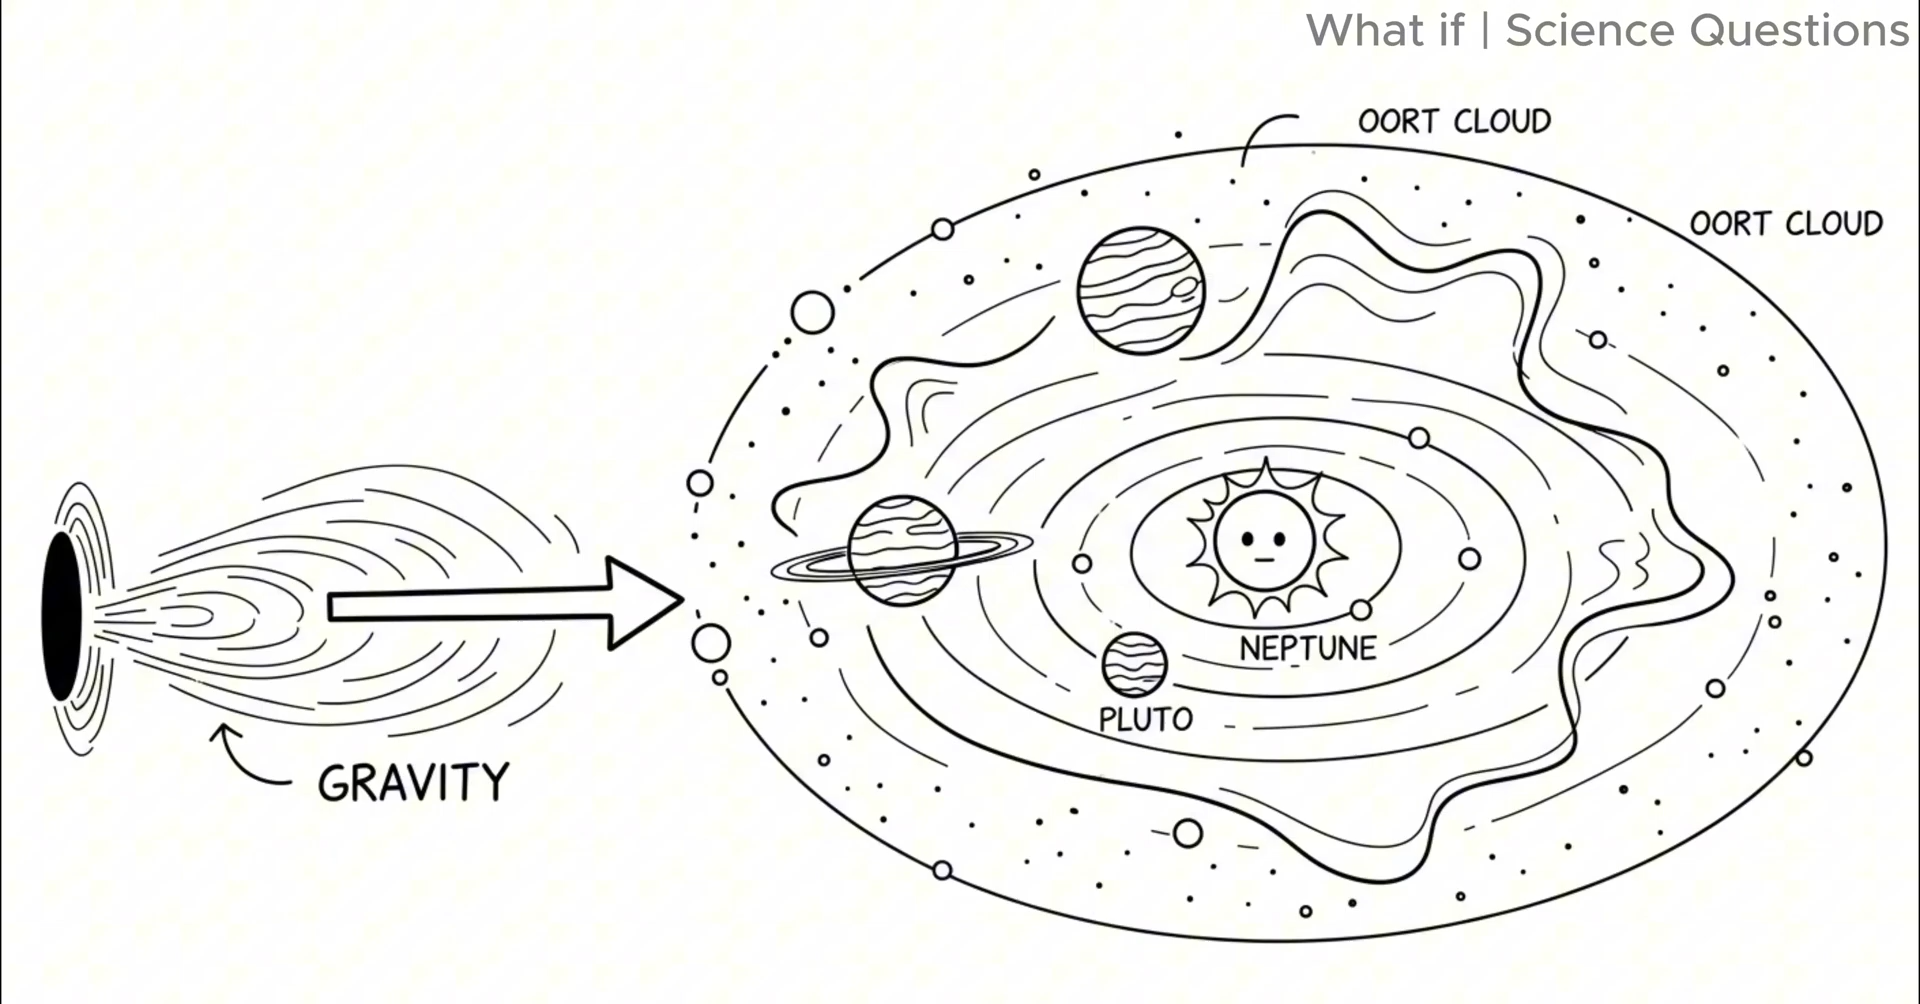 What if | Science Questions
OORT CLOUD
OORT CLOUD
NEPTUNE
PLUTO
GRAVITY